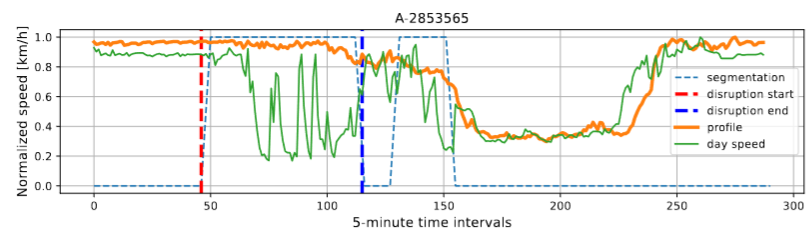 A-2853565
Normalized speed [km/h]
1.0
0.8
0.6
0.4
0.2
0.0
0
50
100
150
200
250
300
5-minute time intervals
segmentation
disruption start
disruption end
profile
day speed